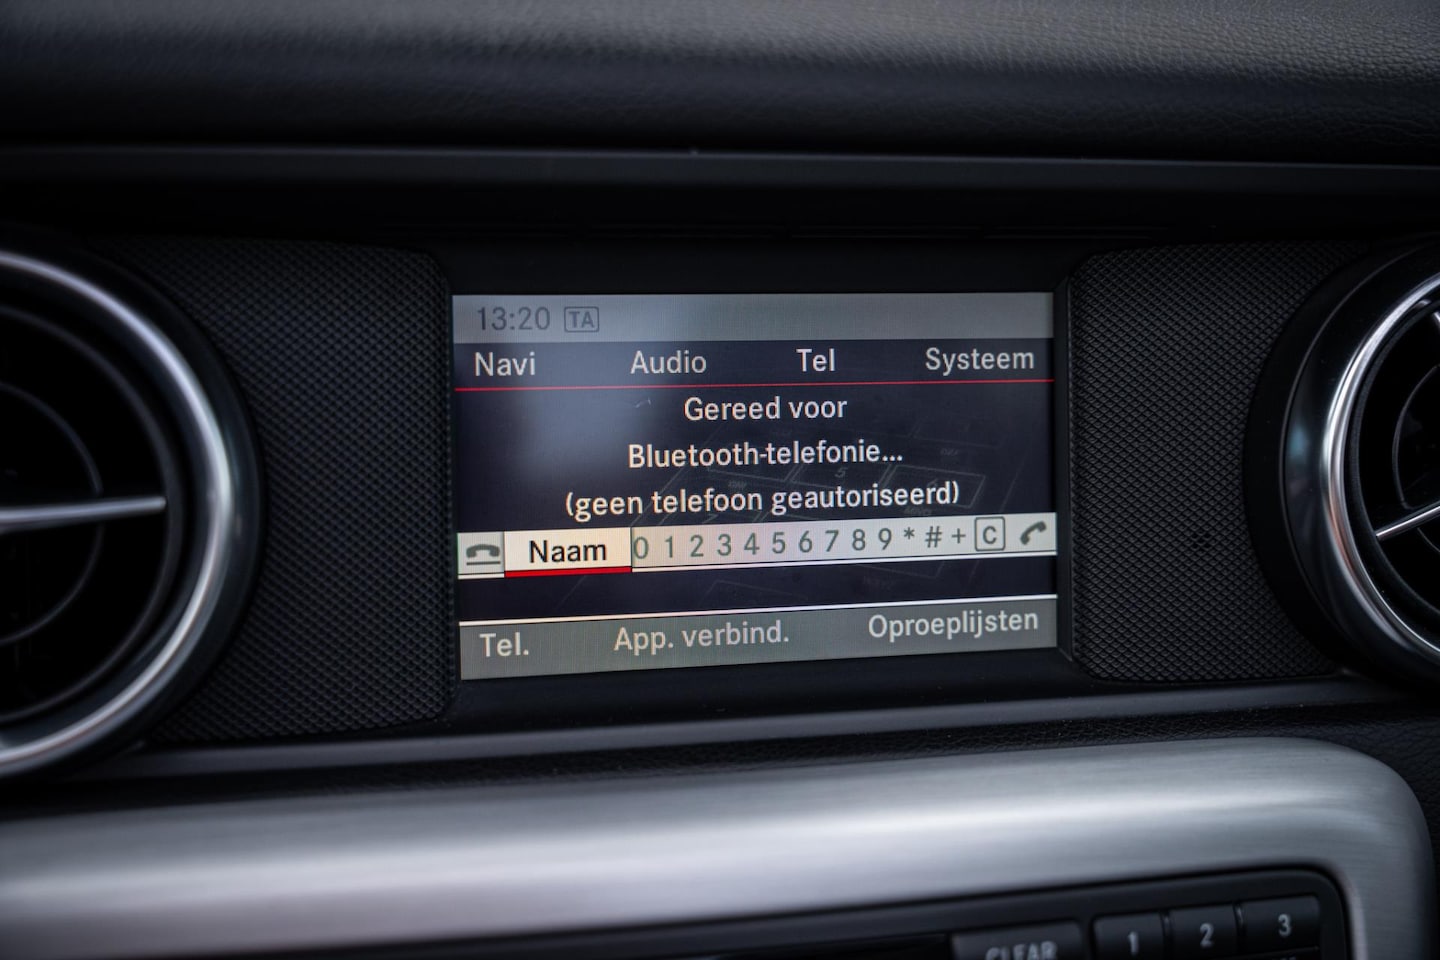 13:20 TA
Navi Audio Tel Systeem
Gereed voor
Bluetooth-telefonie...
(geen telefoon geautoriseerd)
Naam 0 1 2 3 4 5 6 7 8 9 * # + C
Tel. App. verbind. Oproeplijsten
CLEAR 1 2 3